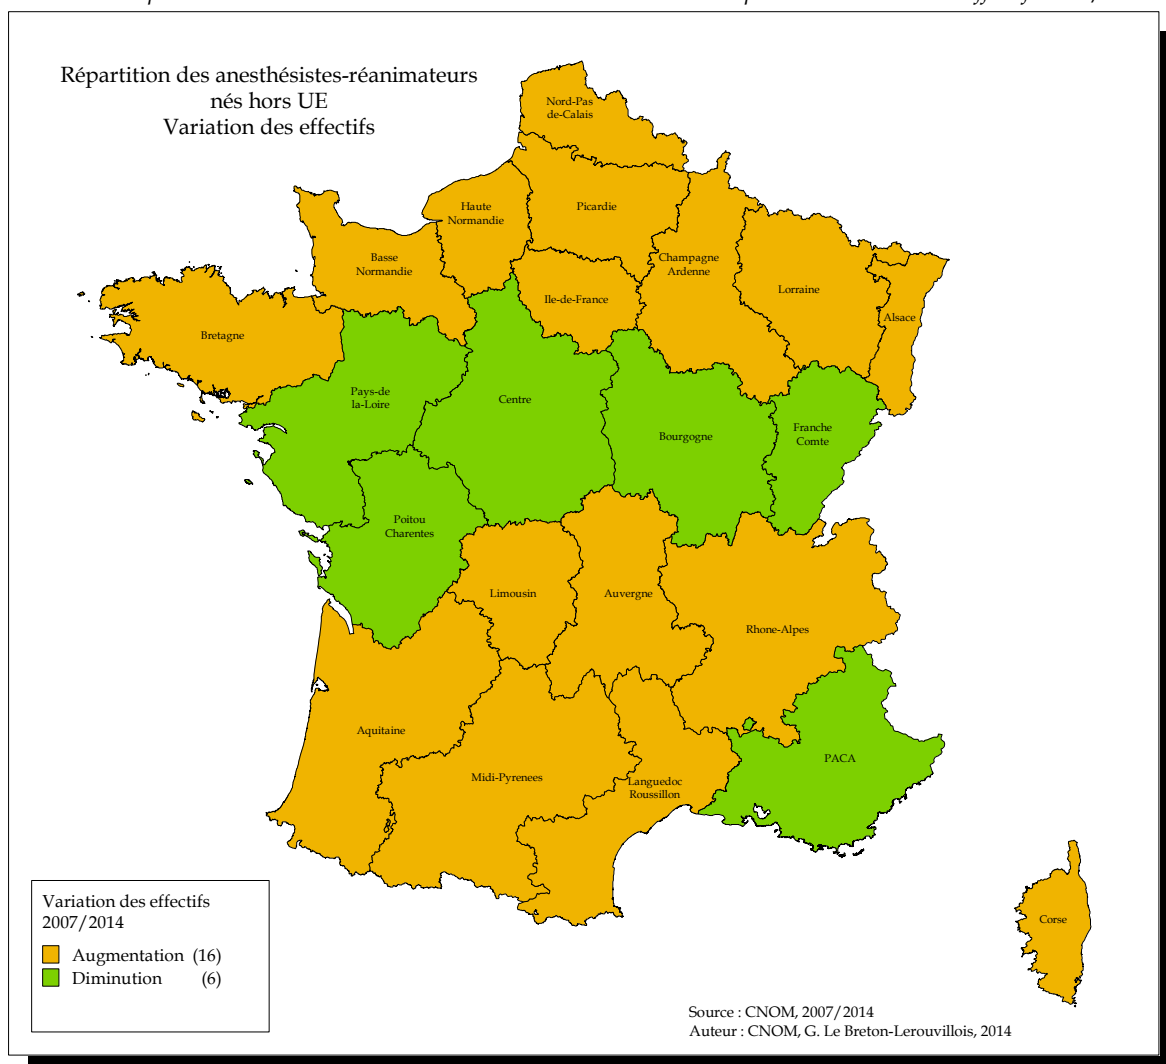 Répartition des anesthésistes-réanimateurs
nés hors UE
Variation des effectifs
Nord-Pas
de-Calais
Haute
Normandie
Picardie
Basse
Normandie
Champagne
Ardenne
Ile-de-France
Lorraine
Alsace
Bretagne
Pays-de
la-Loire
Centre
Bourgogne
Franche
Comte
Poitou
Charentes
Limousin
Auvergne
Rhone-Alpes
Aquitaine
Midi-Pyrenees
Languedoc
Roussillon
PACA
Corse
Variation des effectifs
2007/2014
Augmentation (16)
Diminution (6)
Source : CNOM, 2007/2014
Auteur : CNOM, G. Le Breton-Lerouvillois, 2014